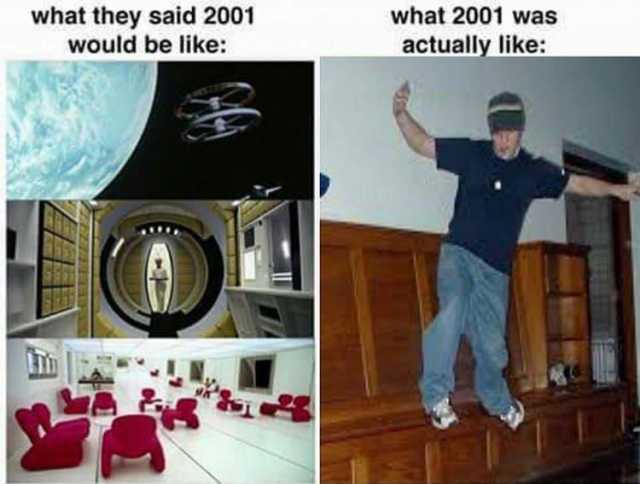 what they said 2001
would be like:
what 2001 was
actually like: